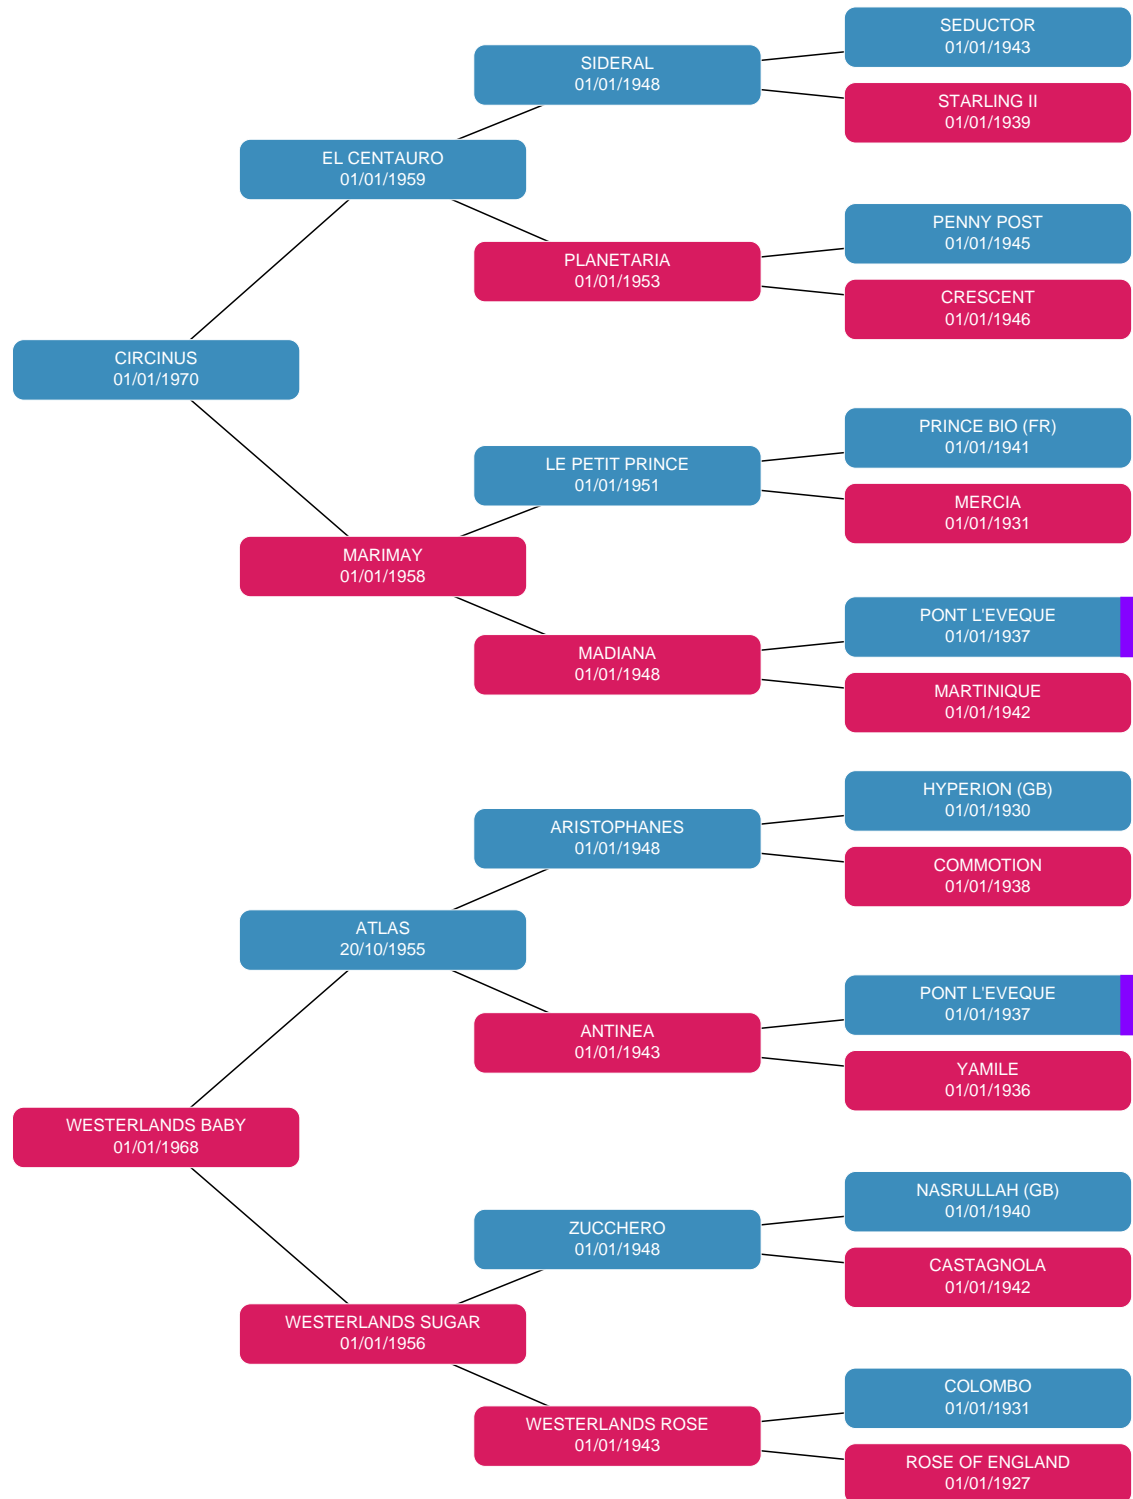 SEDUCTOR
01/01/1943
SIDERAL
01/01/1948
STARLING II
01/01/1939
EL CENTAURO
01/01/1959
PENNY POST
01/01/1945
PLANETARIA
01/01/1953
CRESCENT
01/01/1946
CIRCINUS
01/01/1970
PRINCE BIO (FR)
01/01/1941
LE PETIT PRINCE
01/01/1951
MERCIA
01/01/1931
MARIMAY
01/01/1958
PONT L'EVEQUE
01/01/1937
MADIANA
01/01/1948
MARTINIQUE
01/01/1942
HYPERION (GB)
01/01/1930
ARISTOPHANES
01/01/1948
COMMOTION
01/01/1938
ATLAS
20/10/1955
PONT L'EVEQUE
01/01/1937
ANTINEA
01/01/1943
YAMILE
01/01/1936
WESTERLANDS BABY
01/01/1968
NASRULLAH (GB)
01/01/1940
ZUCCHERO
01/01/1948
CASTAGNOLA
01/01/1942
WESTERLANDS SUGAR
01/01/1956
COLOMBO
01/01/1931
WESTERLANDS ROSE
01/01/1943
ROSE OF ENGLAND
01/01/1927